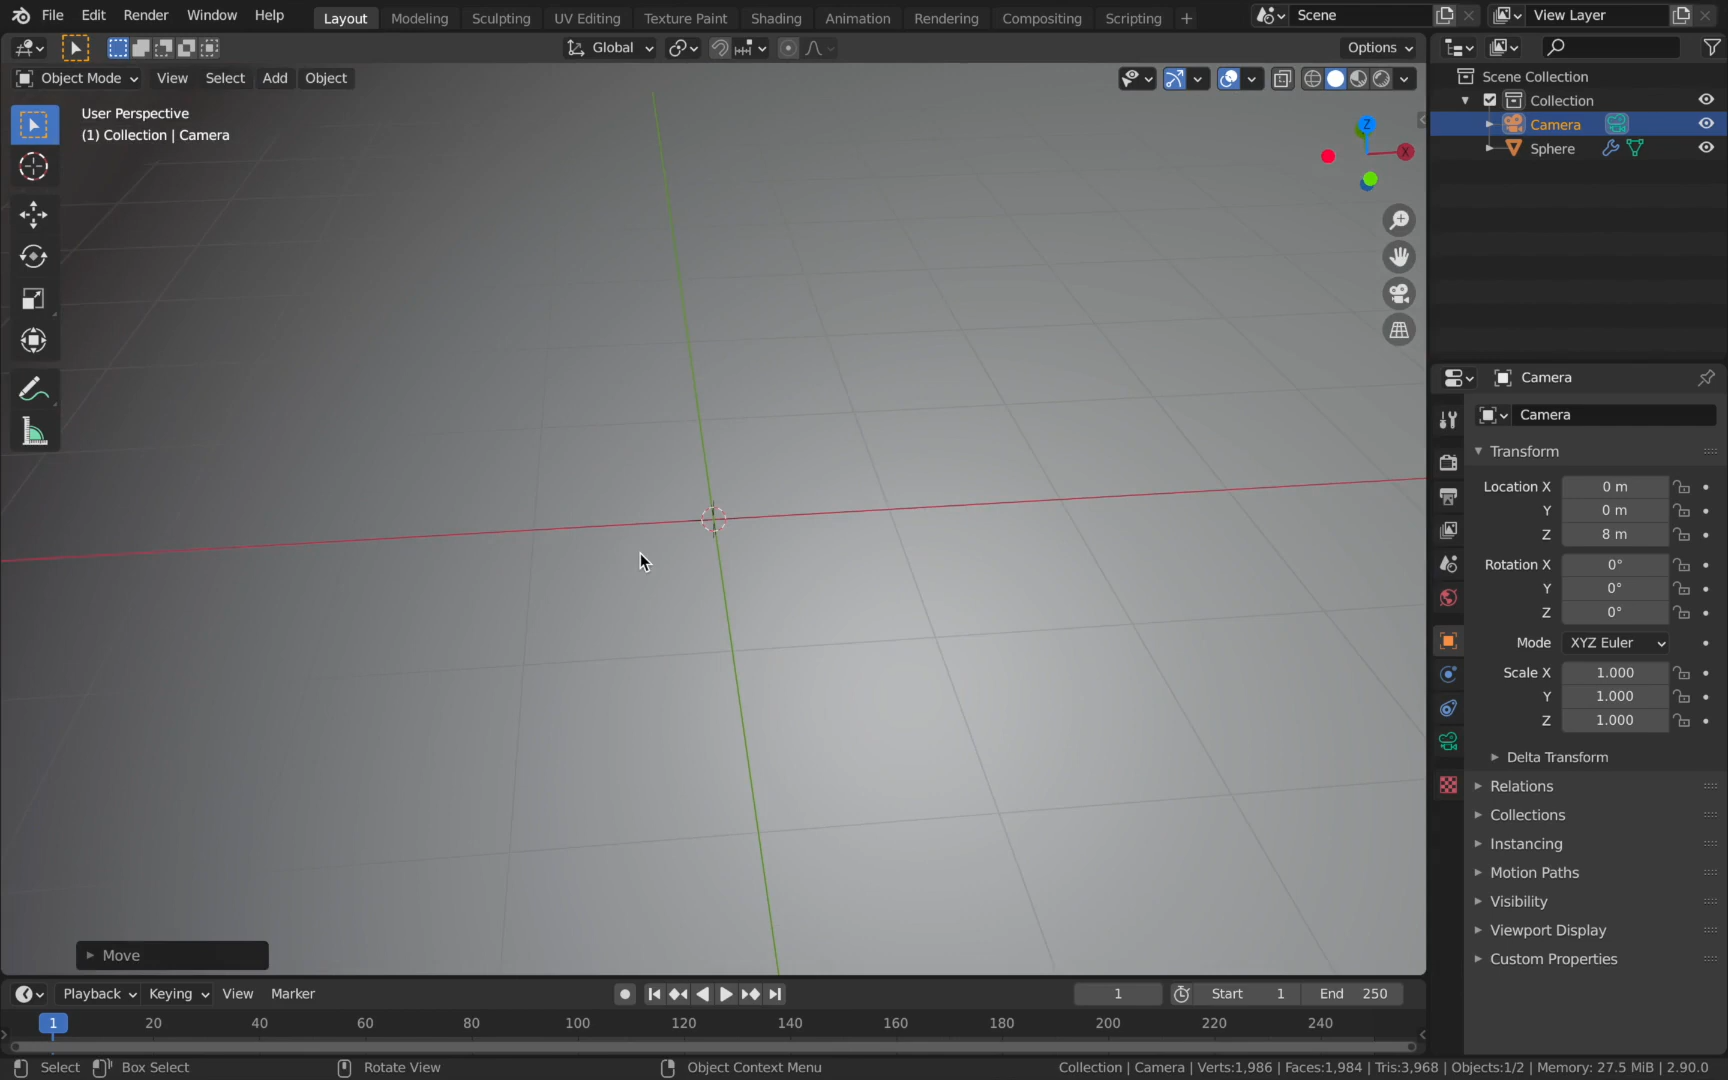 File Edit Render Window Help Layout Modeling Sculpting UV Editing Texture Paint Shading Animation Rendering Compositing Scripting + Scene View Layer
Global Options
Object Mode View Select Add Object
User Perspective
(1) Collection | Camera
Z
X
Scene Collection
Collection
Camera
Sphere
Camera
Camera
Transform
Location X 0 m
Y 0 m
Z 8 m
Rotation X 0°
Y 0°
Z 0°
Mode XYZ Euler
Scale X 1.000
Y 1.000
Z 1.000
Delta Transform
Relations
Collections
Instancing
Motion Paths
Visibility
Viewport Display
Custom Properties
Move
Playback Keying View Marker 1 Start 1 End 250
1 20 40 60 80 100 120 140 160 180 200 220 240
Select Box Select Rotate View Object Context Menu Collection | Camera | Verts:1,986 | Faces:1,984 | Tris:3,968 | Objects:1/2 | Memory: 27.5 MiB | 2.90.0